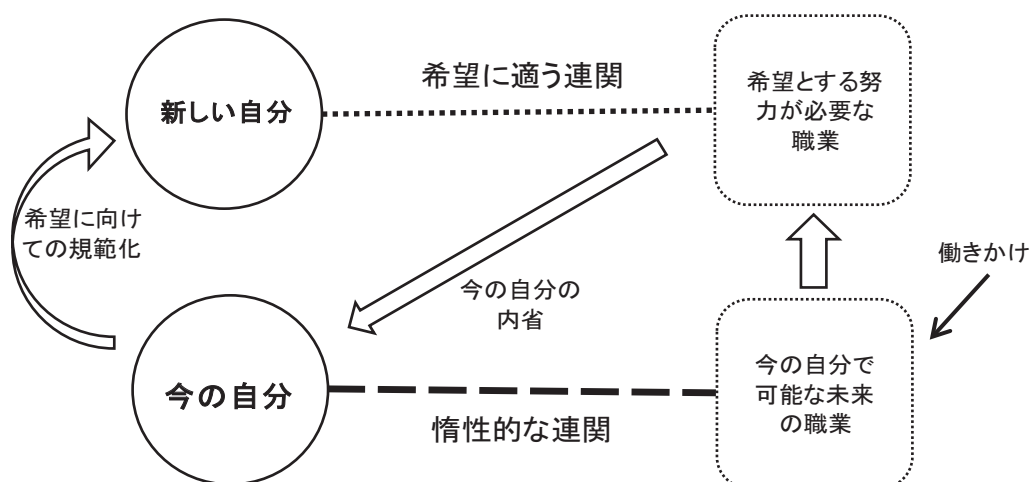 新しい自分
希望に適う連関
希望とする努
力が必要な
職業
希望に向け
ての規範化
今の自分の
内省
働きかけ
今の自分
惰性的な連関
今の自分で
可能な未来
の職業